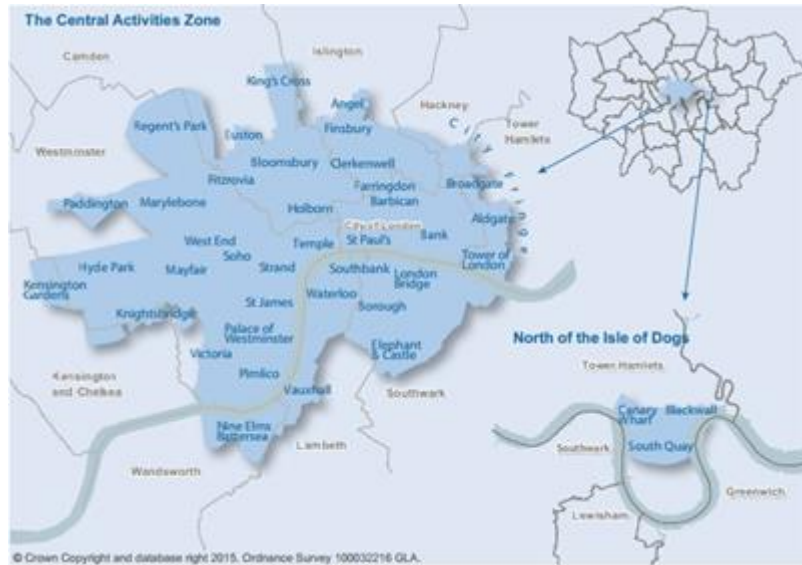 The Central Activities Zone
Camden
Islington
King's Cross
Angel
Hackney
Regent's Park
Euston
Finsbury
City Fringe
Tower
Hamlets
Westminster
Bloomsbury
Clerkenwell
Fitzrovia
Farringdon
Broadgate
Paddington
Marylebone
Holborn
Barbican
Aldgate
City of London
West End
Temple
St Paul's
Bank
Soho
Hyde Park
Mayfair
Strand
Southbank
London
Bridge
Tower of
London
Kensington
Gardens
Knightsbridge
St James
Waterloo
Borough
Palace of
Westminster
Victoria
Elephant
& Castle
Pimlico
Kensington
and Chelsea
Vauxhall
Southwark
Nine Elms
Battersea
Lambeth
Wandsworth
North of the Isle of Dogs
Tower Hamlets
Canary
Wharf
Blackwall
Southwark
South Quay
Greenwich
Lewisham
© Crown Copyright and database right 2015. Ordnance Survey 100032216 GLA.